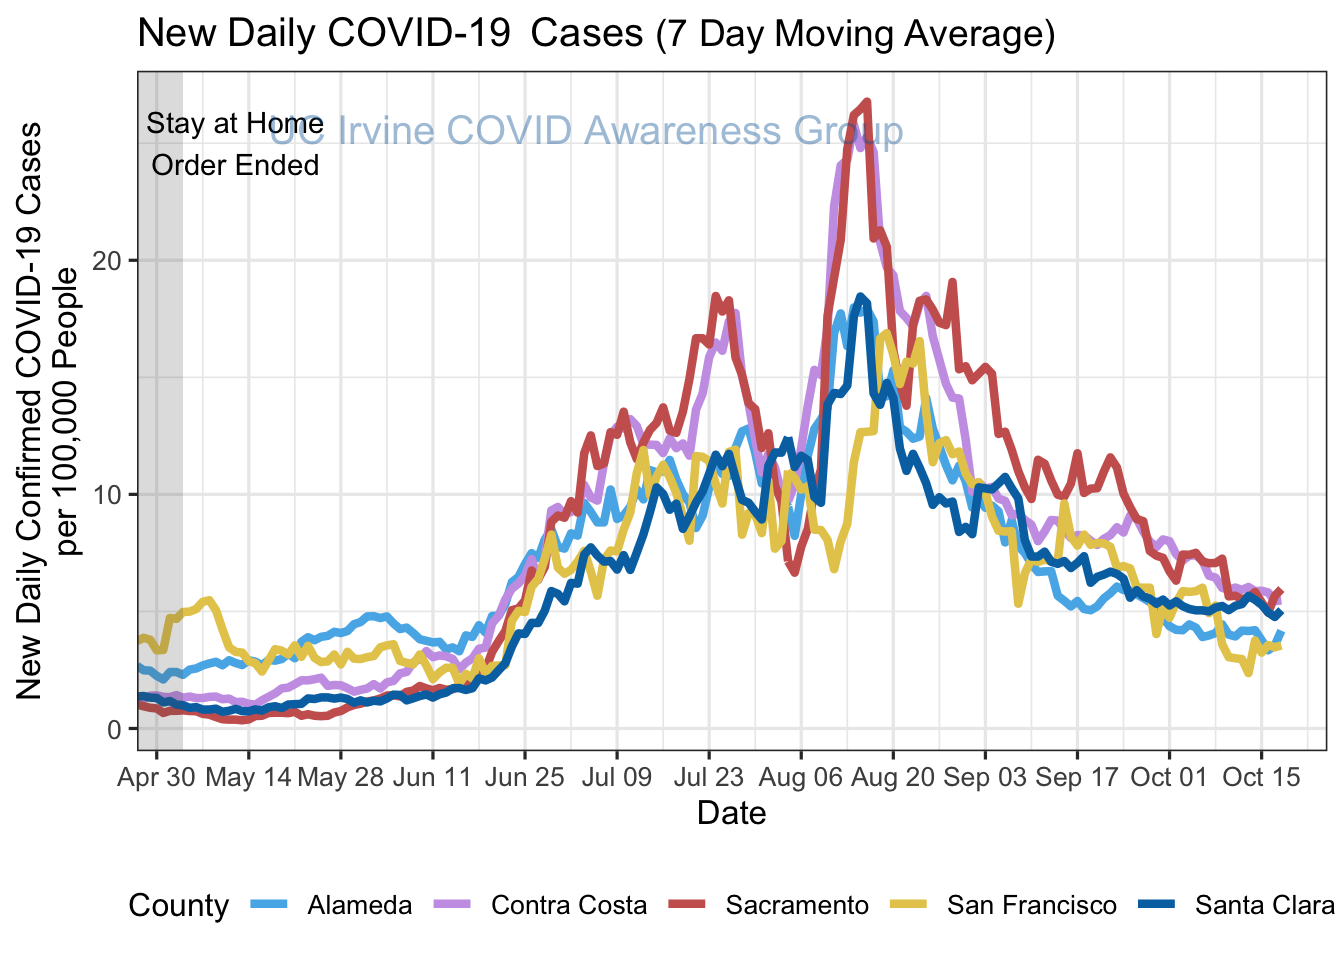 New Daily COVID-19 Cases (7 Day Moving Average)
Stay at Home
Order Ended
UC Irvine COVID Awareness Group
New Daily Confirmed COVID-19 Cases
per 100,000 People
20
10
0
Apr 30 May 14 May 28 Jun 11 Jun 25 Jul 09 Jul 23 Aug 06 Aug 20 Sep 03 Sep 17 Oct 01 Oct 15
Date
County Alameda Contra Costa Sacramento San Francisco Santa Clara